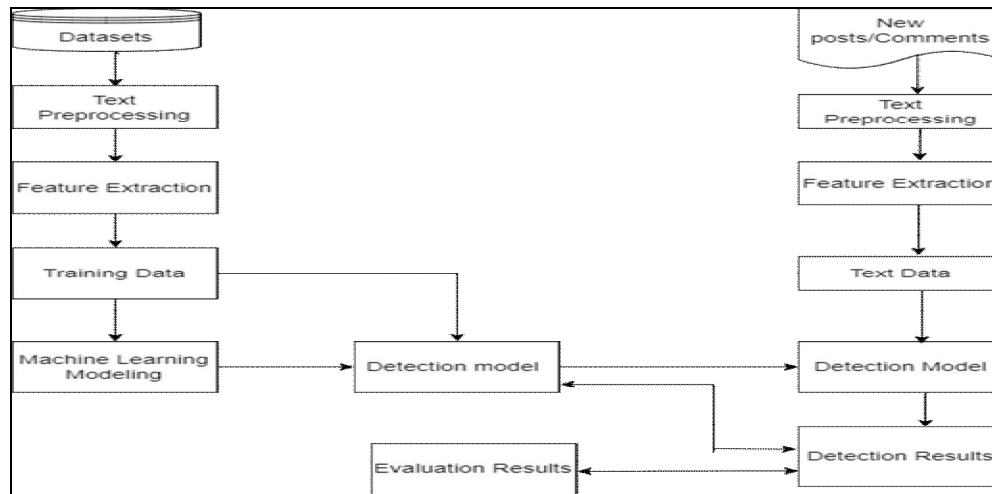 Datasets
Text
Preprocessing
Feature Extraction
Training Data
Machine Learning
Modeling
Detection model
Evaluation Results
New
posts/Comments
Text
Preprocessing
Feature Extraction
Text Data
Detection Model
Detection Results